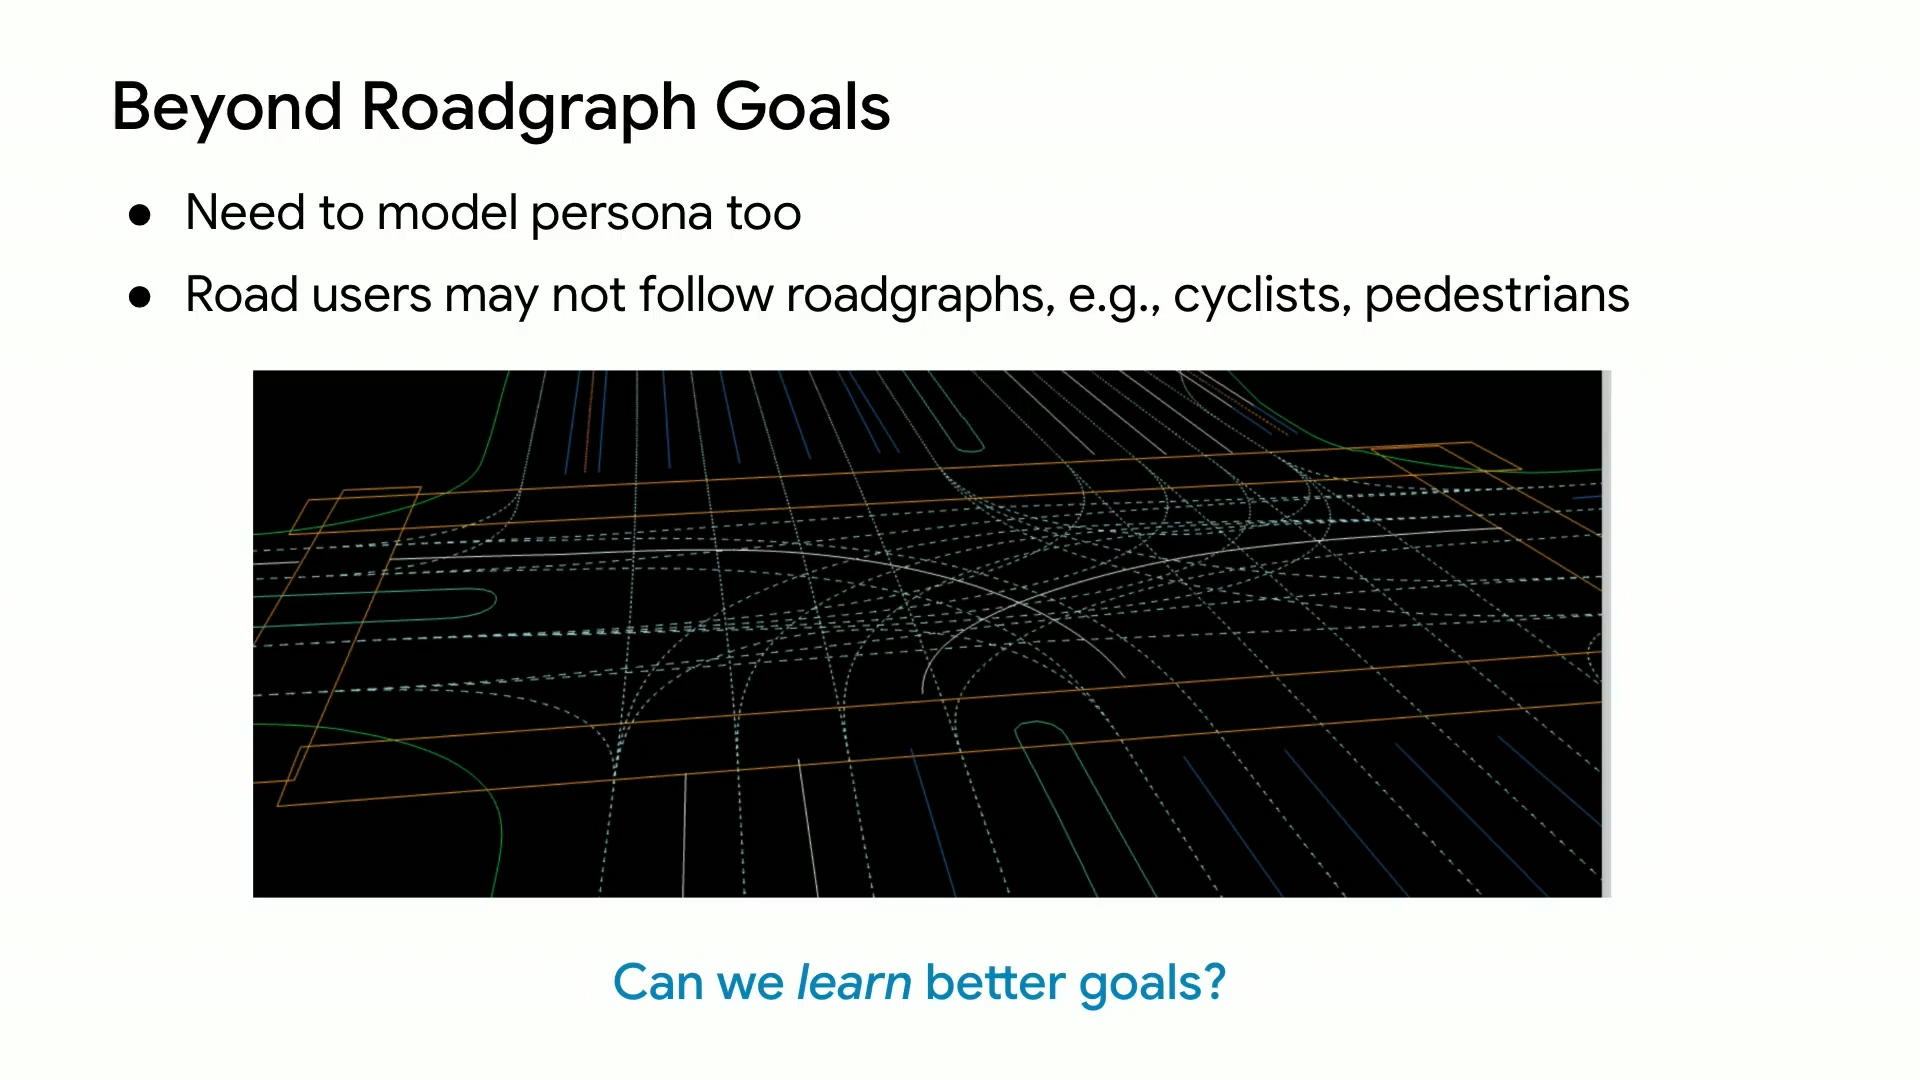 Beyond Roadgraph Goals
● Need to model persona too
● Road users may not follow roadgraphs, e.g., cyclists, pedestrians
Can we learn better goals?